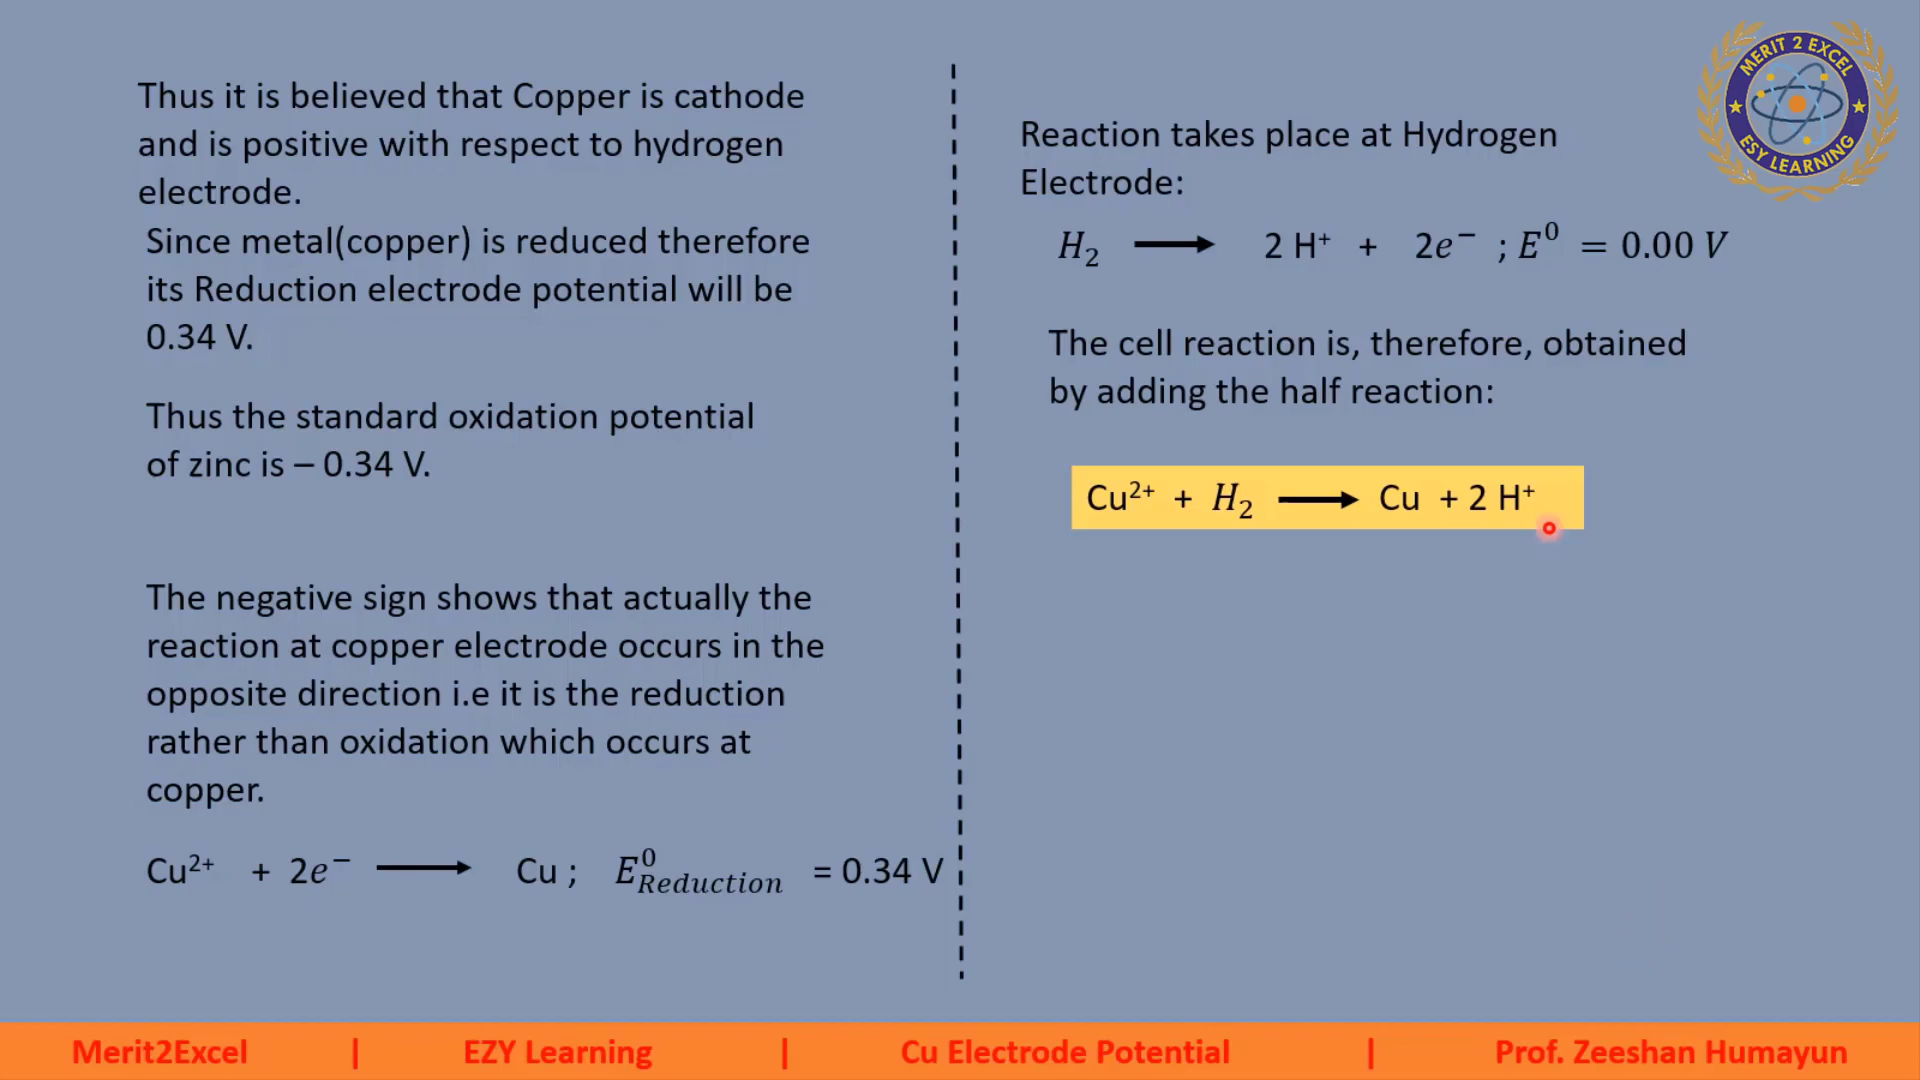 Thus it is believed that Copper is cathode
and is positive with respect to hydrogen
electrode.
Since metal(copper) is reduced therefore
its Reduction electrode potential will be
0.34 V.
Thus the standard oxidation potential
of zinc is – 0.34 V.
The negative sign shows that actually the
reaction at copper electrode occurs in the
opposite direction i.e it is the reduction
rather than oxidation which occurs at
copper.
Cu²⁺ + 2e⁻ ⟶ Cu ; E⁰_Reduction = 0.34 V
Reaction takes place at Hydrogen
Electrode:
H₂ ⟶ 2 H⁺ + 2e⁻ ; E⁰ = 0.00 V
The cell reaction is, therefore, obtained
by adding the half reaction:
Cu²⁺ + H₂ ⟶ Cu + 2 H⁺
MERIT 2 EXCEL
ESY LEARNING
Merit2Excel | EZY Learning | Cu Electrode Potential | Prof. Zeeshan Humayun